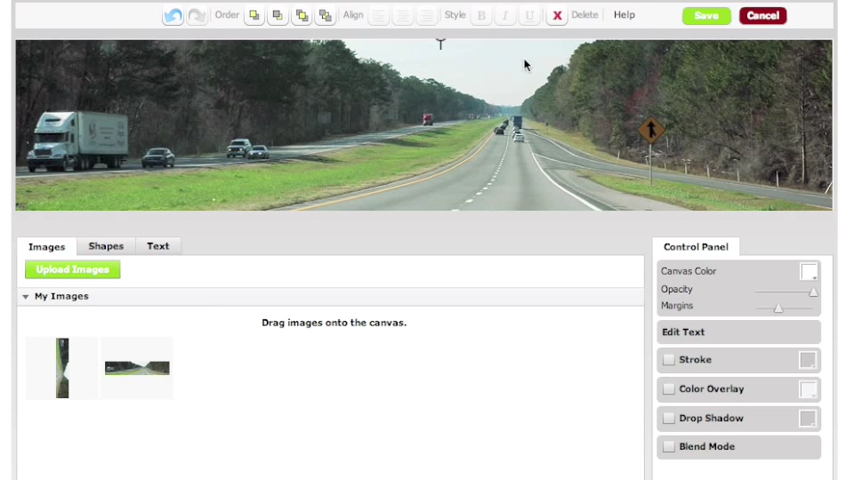 Order Align Style B I U X Delete Help Save Cancel
Images Shapes Text
Upload Images
My Images
Drag images onto the canvas.
Control Panel
Canvas Color
Opacity
Margins
Edit Text
Stroke
Color Overlay
Drop Shadow
Blend Mode